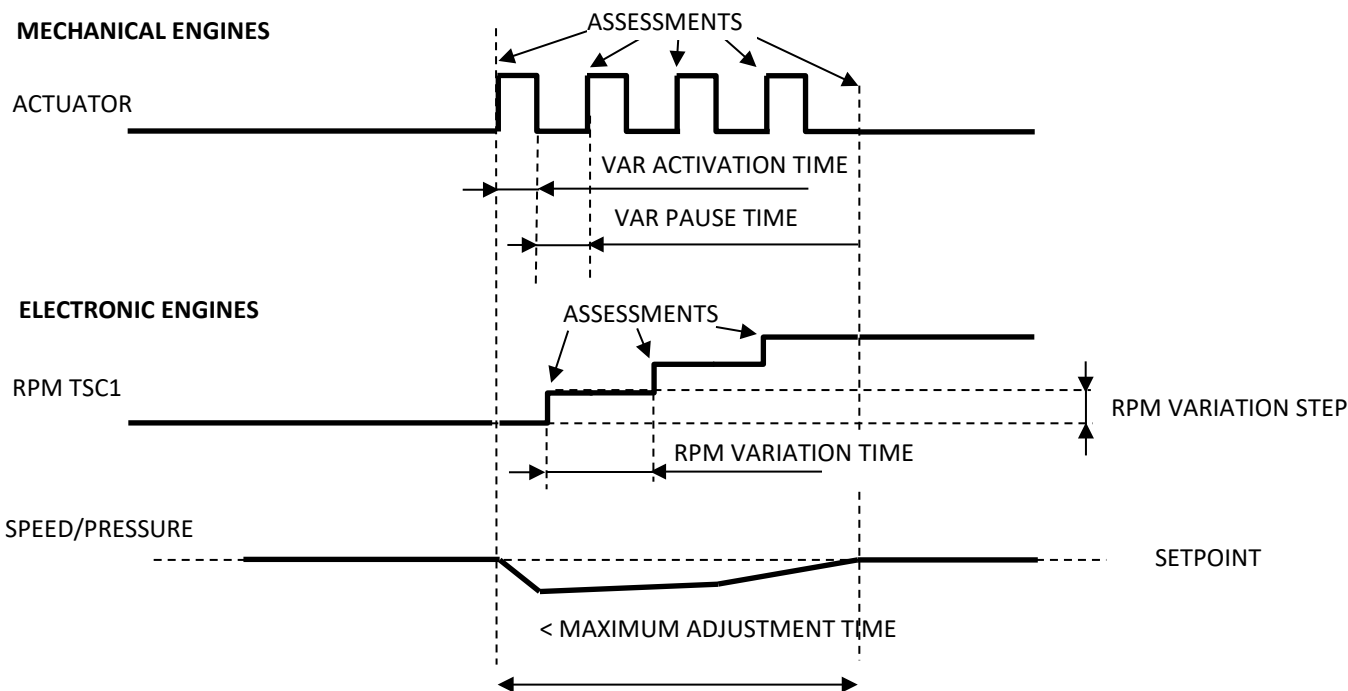 ASSESSMENTS
MECHANICAL ENGINES
ACTUATOR
VAR ACTIVATION TIME
VAR PAUSE TIME
ELECTRONIC ENGINES
ASSESSMENTS
RPM TSC1
RPM VARIATION STEP
RPM VARIATION TIME
SPEED/PRESSURE
SETPOINT
< MAXIMUM ADJUSTMENT TIME